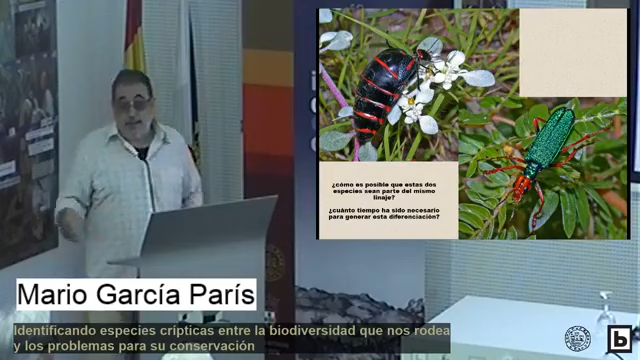 ¿cómo es posible que estas dos
especies sean parte del mismo
linaje?
¿cuánto tiempo ha sido necesario
para generar esta diferenciación?
Mario García París
Identificando especies crípticas entre la biodiversidad que nos rodea
y los problemas para su conservación
b